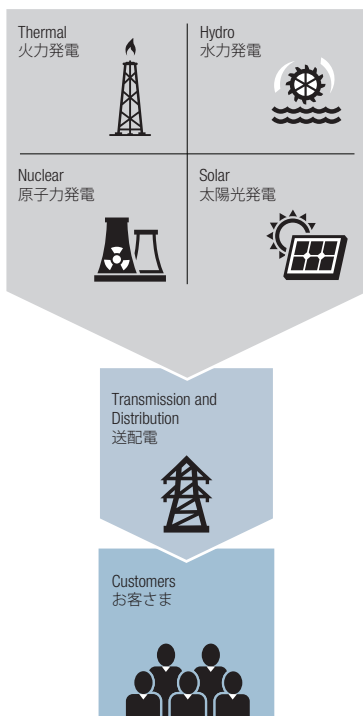 Thermal
火力発電
Hydro
水力発電
Nuclear
原子力発電
Solar
太陽光発電
Transmission and
Distribution
送配電
Customers
お客さま